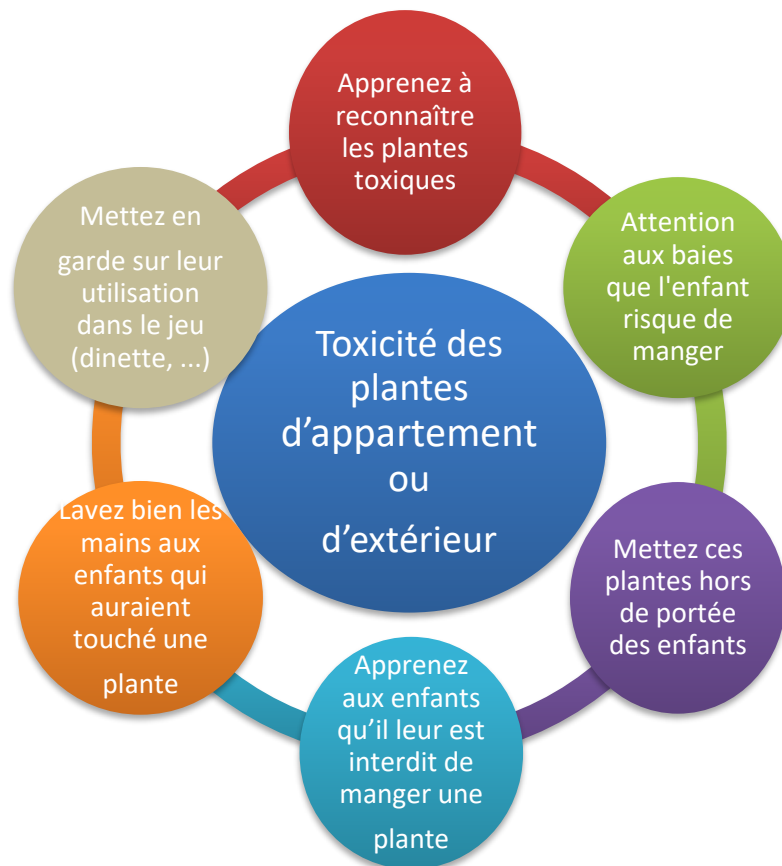 Apprenez à
reconnaître
les plantes
toxiques
Attention
aux baies
que l'enfant
risque de
manger
Mettez ces
plantes hors
de portée
des enfants
Apprenez
aux enfants
qu’il leur est
interdit de
manger une
plante
Lavez bien les
mains aux
enfants qui
auraient
touché une
plante
Mettez en
garde sur leur
utilisation
dans le jeu
(dinette, ...)
Toxicité des
plantes
d’appartement
ou
d’extérieur